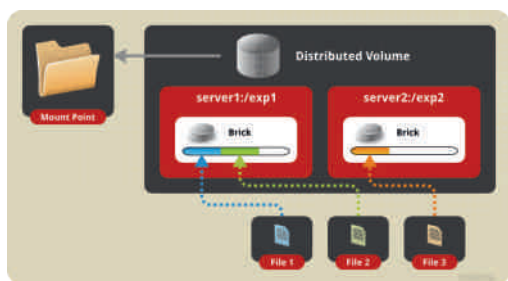 Distributed Volume
Mount Point
server1:/exp1
server2:/exp2
Brick
Brick
File 1
File 2
File 3